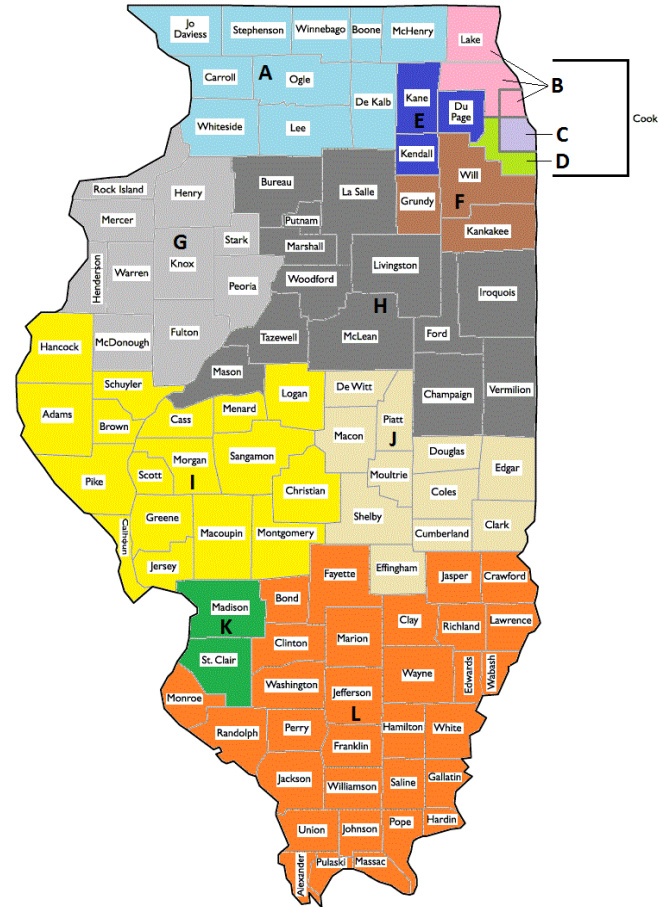 Jo
Daviess
Stephenson
Winnebago
Boone
McHenry
Lake
Carroll
A
Ogle
B
Kane
Du
Page
De Kalb
E
Cook
Whiteside
Lee
C
Kendall
D
Bureau
La Salle
Will
Rock Island
Henry
Grundy
F
Putnam
Mercer
Kankakee
Stark
G
Marshall
Henderson
Warren
Knox
Livingston
Woodford
Peoria
Iroquois
H
Fulton
Tazewell
McLean
Ford
Hancock
McDonough
Mason
Schuyler
De Witt
Logan
Champaign
Vermilion
Adams
Menard
Piatt
Cass
Brown
Macon
J
Douglas
Sangamon
Morgan
Edgar
Pike
Scott
I
Moultrie
Coles
Christian
Greene
Shelby
Calhoun
Macoupin
Montgomery
Cumberland
Clark
Jersey
Effingham
Fayette
Jasper
Crawford
Bond
Madison
K
Clay
Richland
Lawrence
Marion
Clinton
St. Clair
Wayne
Edwards
Wabash
Washington
Jefferson
Monroe
L
Randolph
Perry
Hamilton
White
Franklin
Jackson
Williamson
Saline
Gallatin
Pope
Hardin
Union
Johnson
Alexander
Pulaski
Massac